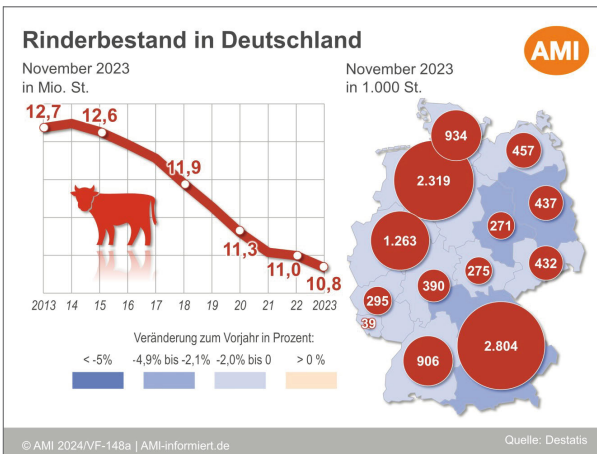 Rinderbestand in Deutschland
AMI
November 2023
in Mio. St.
12,7
12,6
11,9
11,3
11,0
10,8
2013 14 15 16 17 18 19 20 21 22 2023
November 2023
in 1.000 St.
934
457
2.319
437
271
1.263
432
275
390
295
39
2.804
906
Veränderung zum Vorjahr in Prozent:
< -5% -4,9% bis -2,1% -2,0% bis 0 > 0 %
© AMI 2024/VF-148a | AMI-informiert.de
Quelle: Destatis